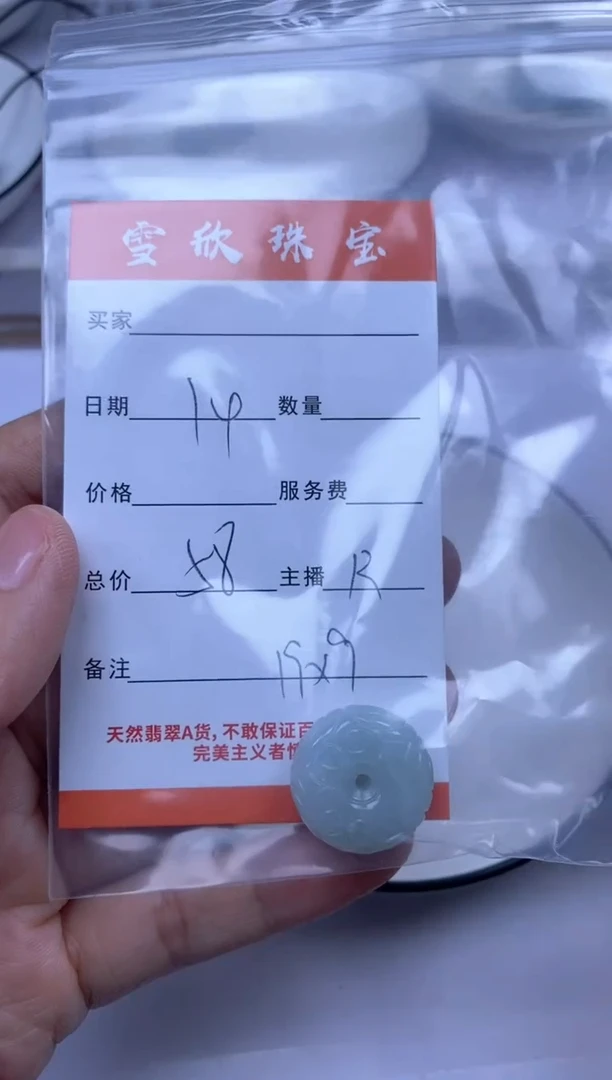 雪欣珠宝
买家
日期 14 数量
价格 服务费
总价 58 主播 R
备注 19x9
天然翡翠A货，不敢保证百
完美主义者